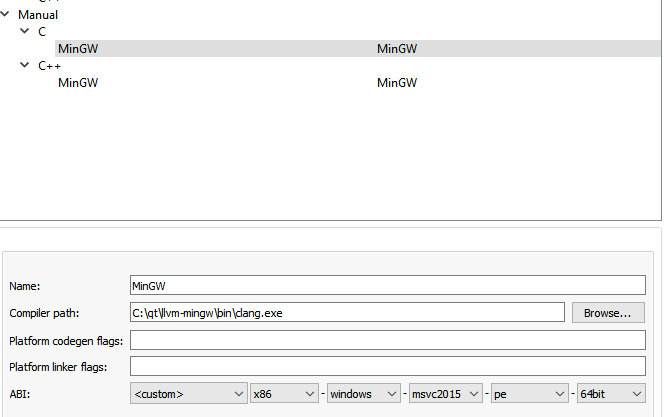 C++
Manual
C
MinGW MinGW
C++
MinGW MinGW
Name: MinGW
Compiler path: C:\qt\llvm-mingw\bin\clang.exe Browse...
Platform codegen flags:
Platform linker flags:
ABI: <custom> x86 - windows - msvc2015 - pe - 64bit